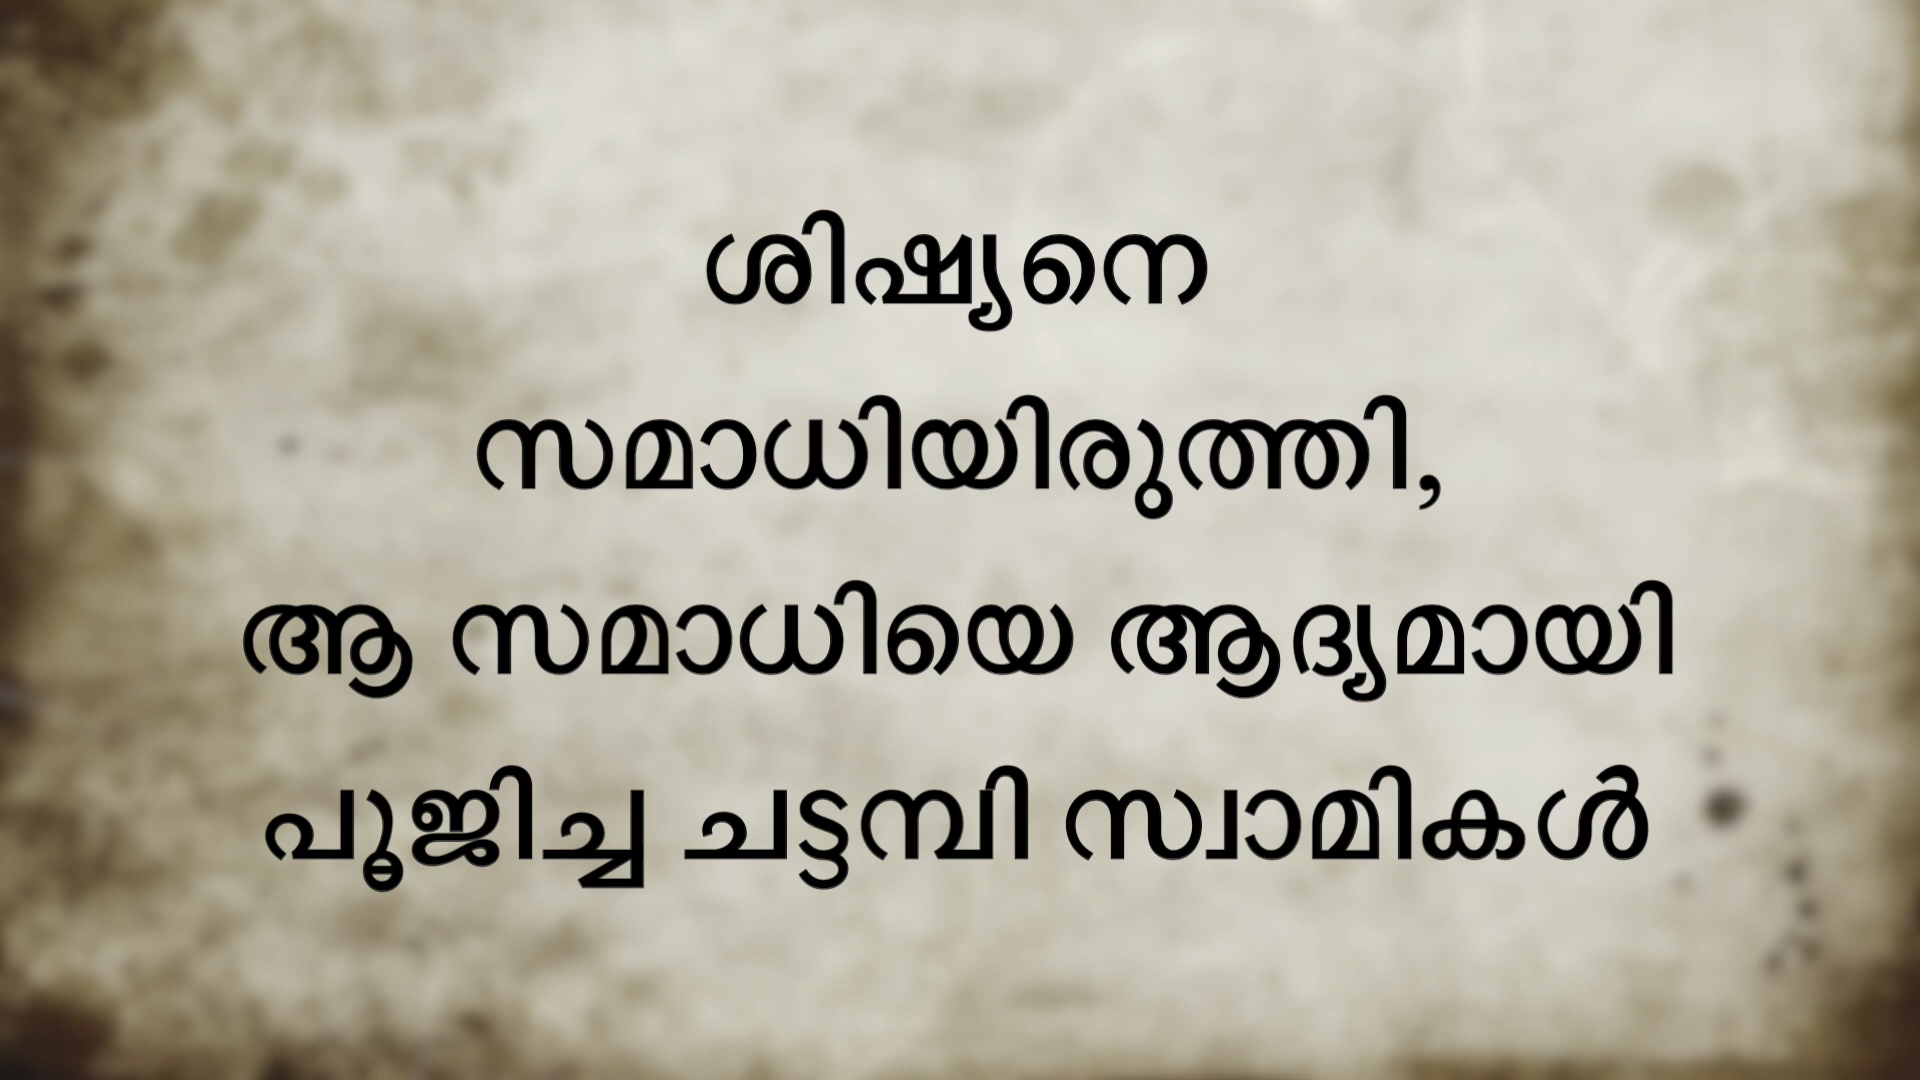 ശിഷ്യനെ
സമാധിയിരുത്തി,
ആ സമാധിയെ ആദ്യമായി
പൂജിച്ച ചട്ടമ്പി സ്വാമികൾ